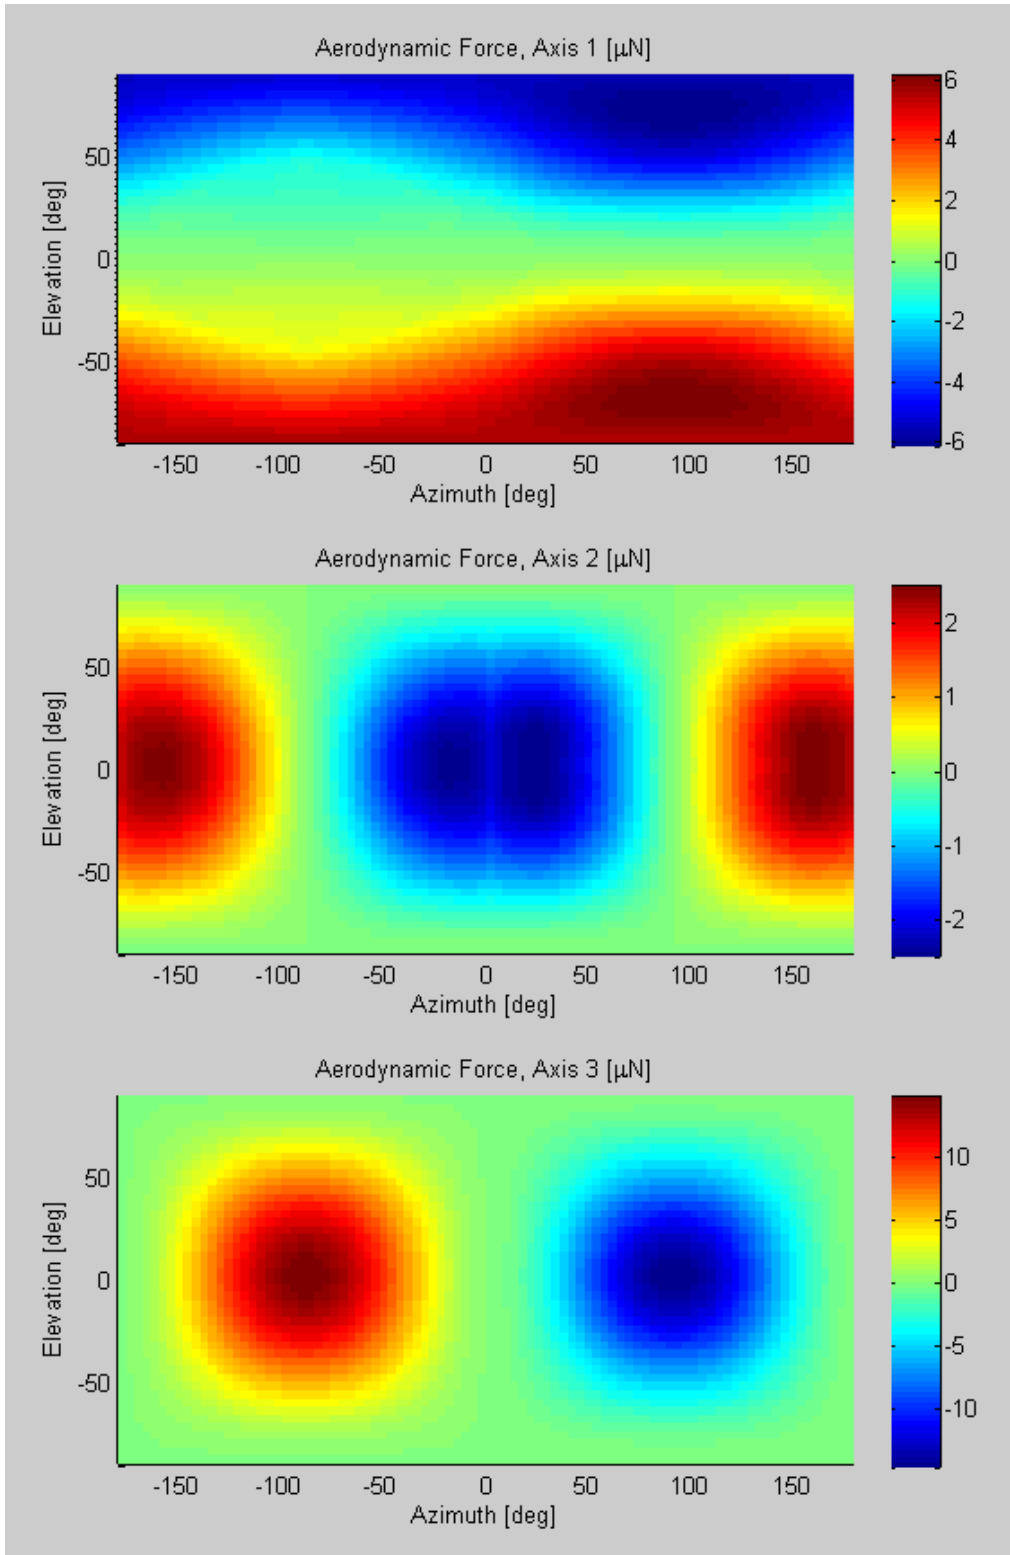 Aerodynamic Force, Axis 1 [μN]
6
4
2
0
-2
-4
-6
50
0
-50
Elevation [deg]
-150 -100 -50 0 50 100 150
Azimuth [deg]
Aerodynamic Force, Axis 2 [μN]
2
1
0
-1
-2
50
0
-50
Elevation [deg]
-150 -100 -50 0 50 100 150
Azimuth [deg]
Aerodynamic Force, Axis 3 [μN]
10
5
0
-5
-10
50
0
-50
Elevation [deg]
-150 -100 -50 0 50 100 150
Azimuth [deg]